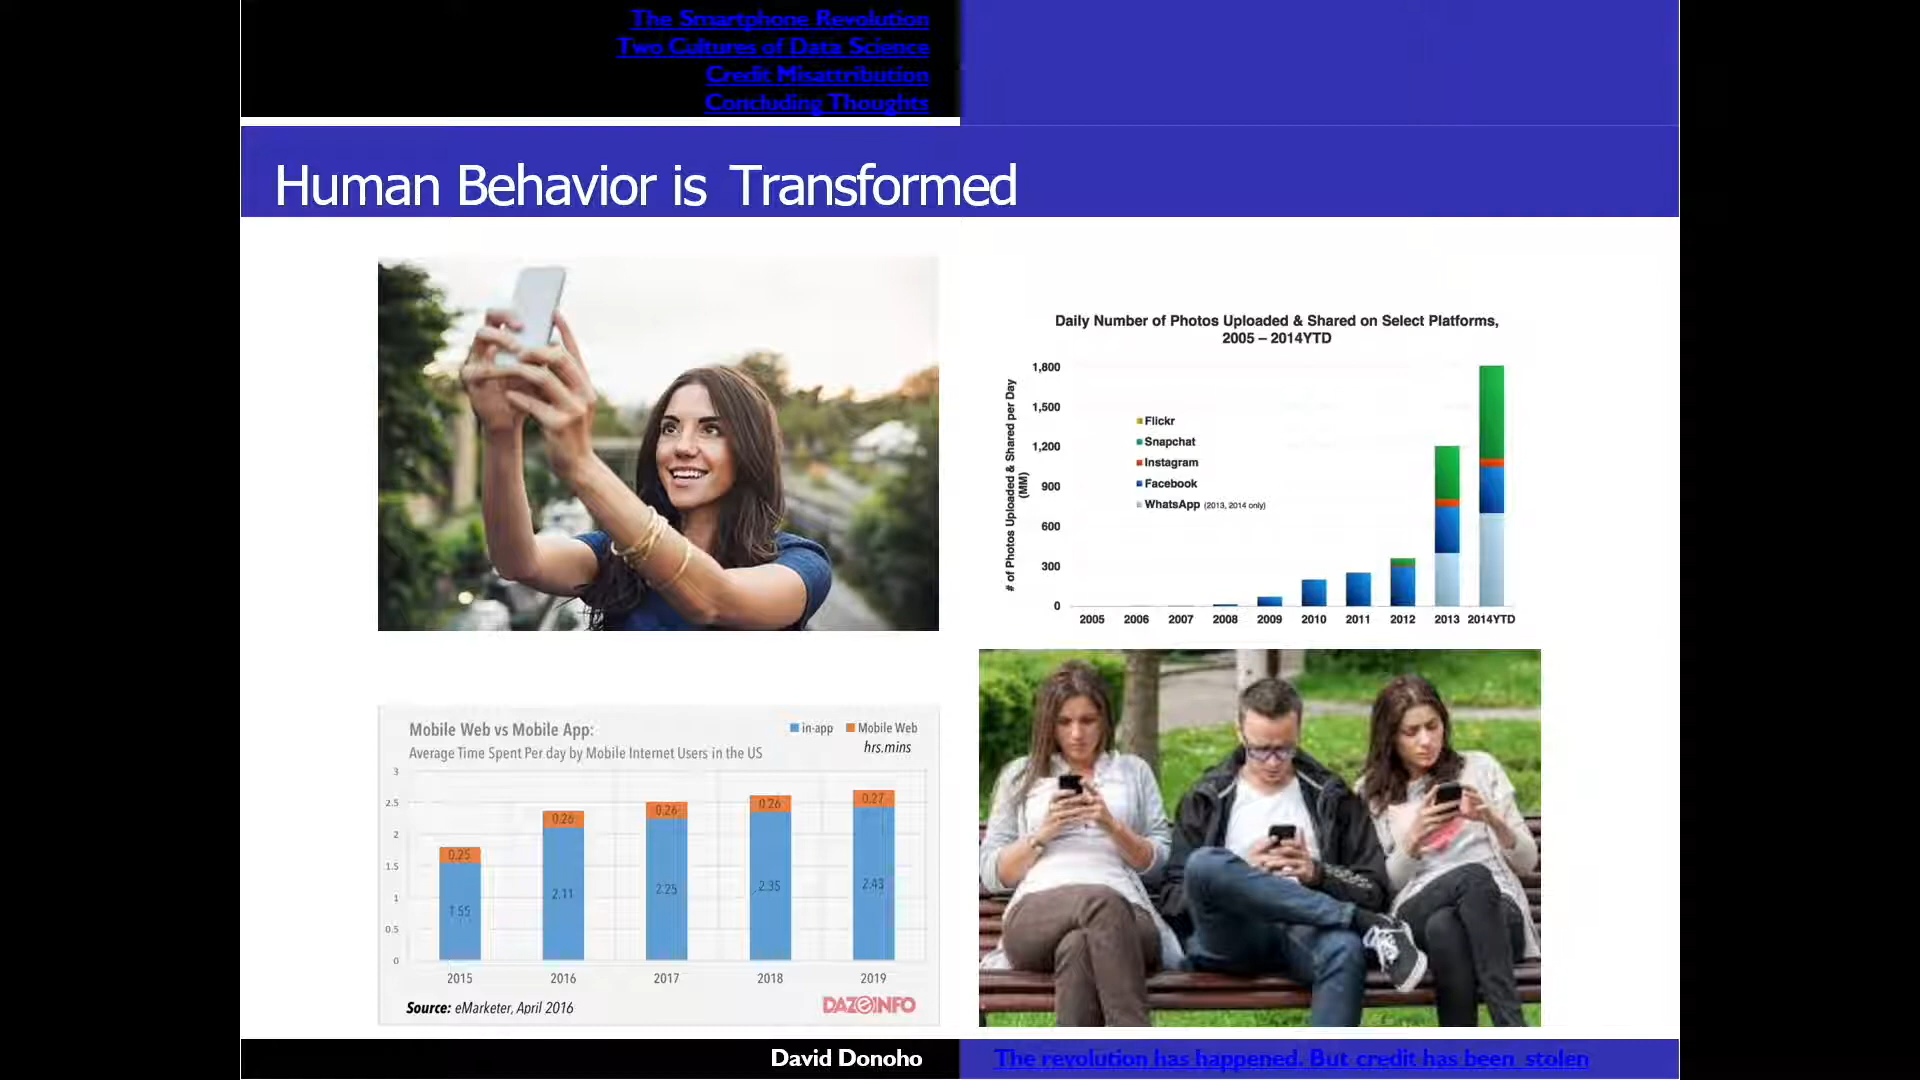 The Smartphone Revolution
Two Cultures of Data Science
Credit Misattribution
Concluding Thoughts
Human Behavior is Transformed
Daily Number of Photos Uploaded & Shared on Select Platforms,
2005 – 2014YTD
# of Photos Uploaded & Shared per Day
(MM)
1,800
1,500
1,200
900
600
300
0
Flickr
Snapchat
Instagram
Facebook
WhatsApp (2013, 2014 only)
2005 2006 2007 2008 2009 2010 2011 2012 2013 2014YTD
Mobile Web vs Mobile App:
in-app Mobile Web
Average Time Spent Per day by Mobile Internet Users in the US
hrs.mins
3
2.5
2
1.5
1
0.5
0
0.25 0.26 0.26 0.26 0.27
1.55 2.11 2.25 2.35 2.43
2015 2016 2017 2018 2019
Source: eMarketer, April 2016
DAZEINFO
David Donoho
The revolution has happened. But credit has been stolen